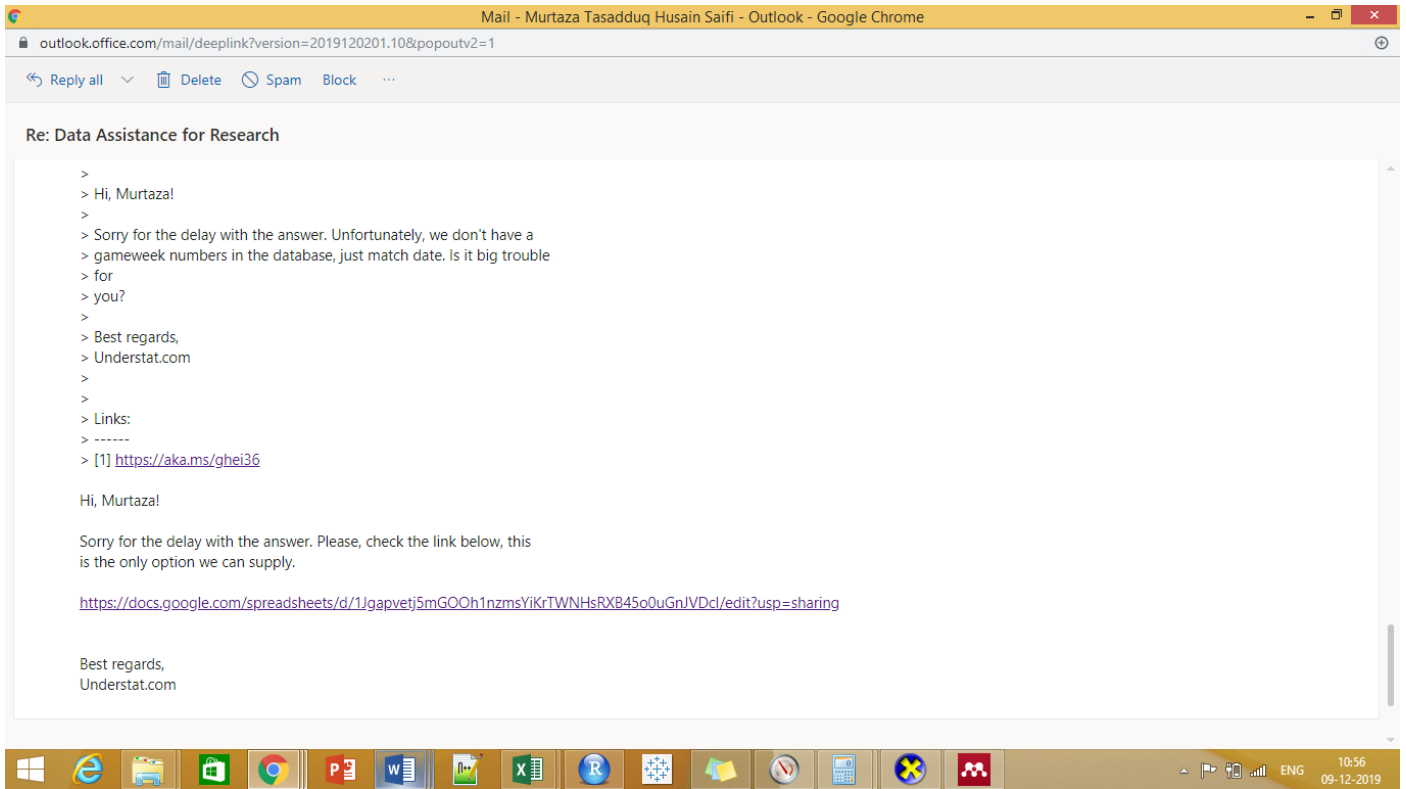 Mail - Murtaza Tasadduq Husain Saifi - Outlook - Google Chrome
outlook.office.com/mail/deeplink?version=2019120201.10&popoutv2=1
Reply all Delete Spam Block ...
Re: Data Assistance for Research
>
> Hi, Murtaza!
>
> Sorry for the delay with the answer. Unfortunately, we don't have a
> gameweek numbers in the database, just match date. Is it big trouble
> for
> you?
>
> Best regards,
> Understat.com
>
>
> Links:
> ------
> [1] https://aka.ms/ghei36
Hi, Murtaza!
Sorry for the delay with the answer. Please, check the link below, this
is the only option we can supply.
https://docs.google.com/spreadsheets/d/1Jgapvetj5mGOOh1nzmsYiKrTWNHsRXB45o0uGnJVDcI/edit?usp=sharing
Best regards,
Understat.com
ENG 10:56
09-12-2019